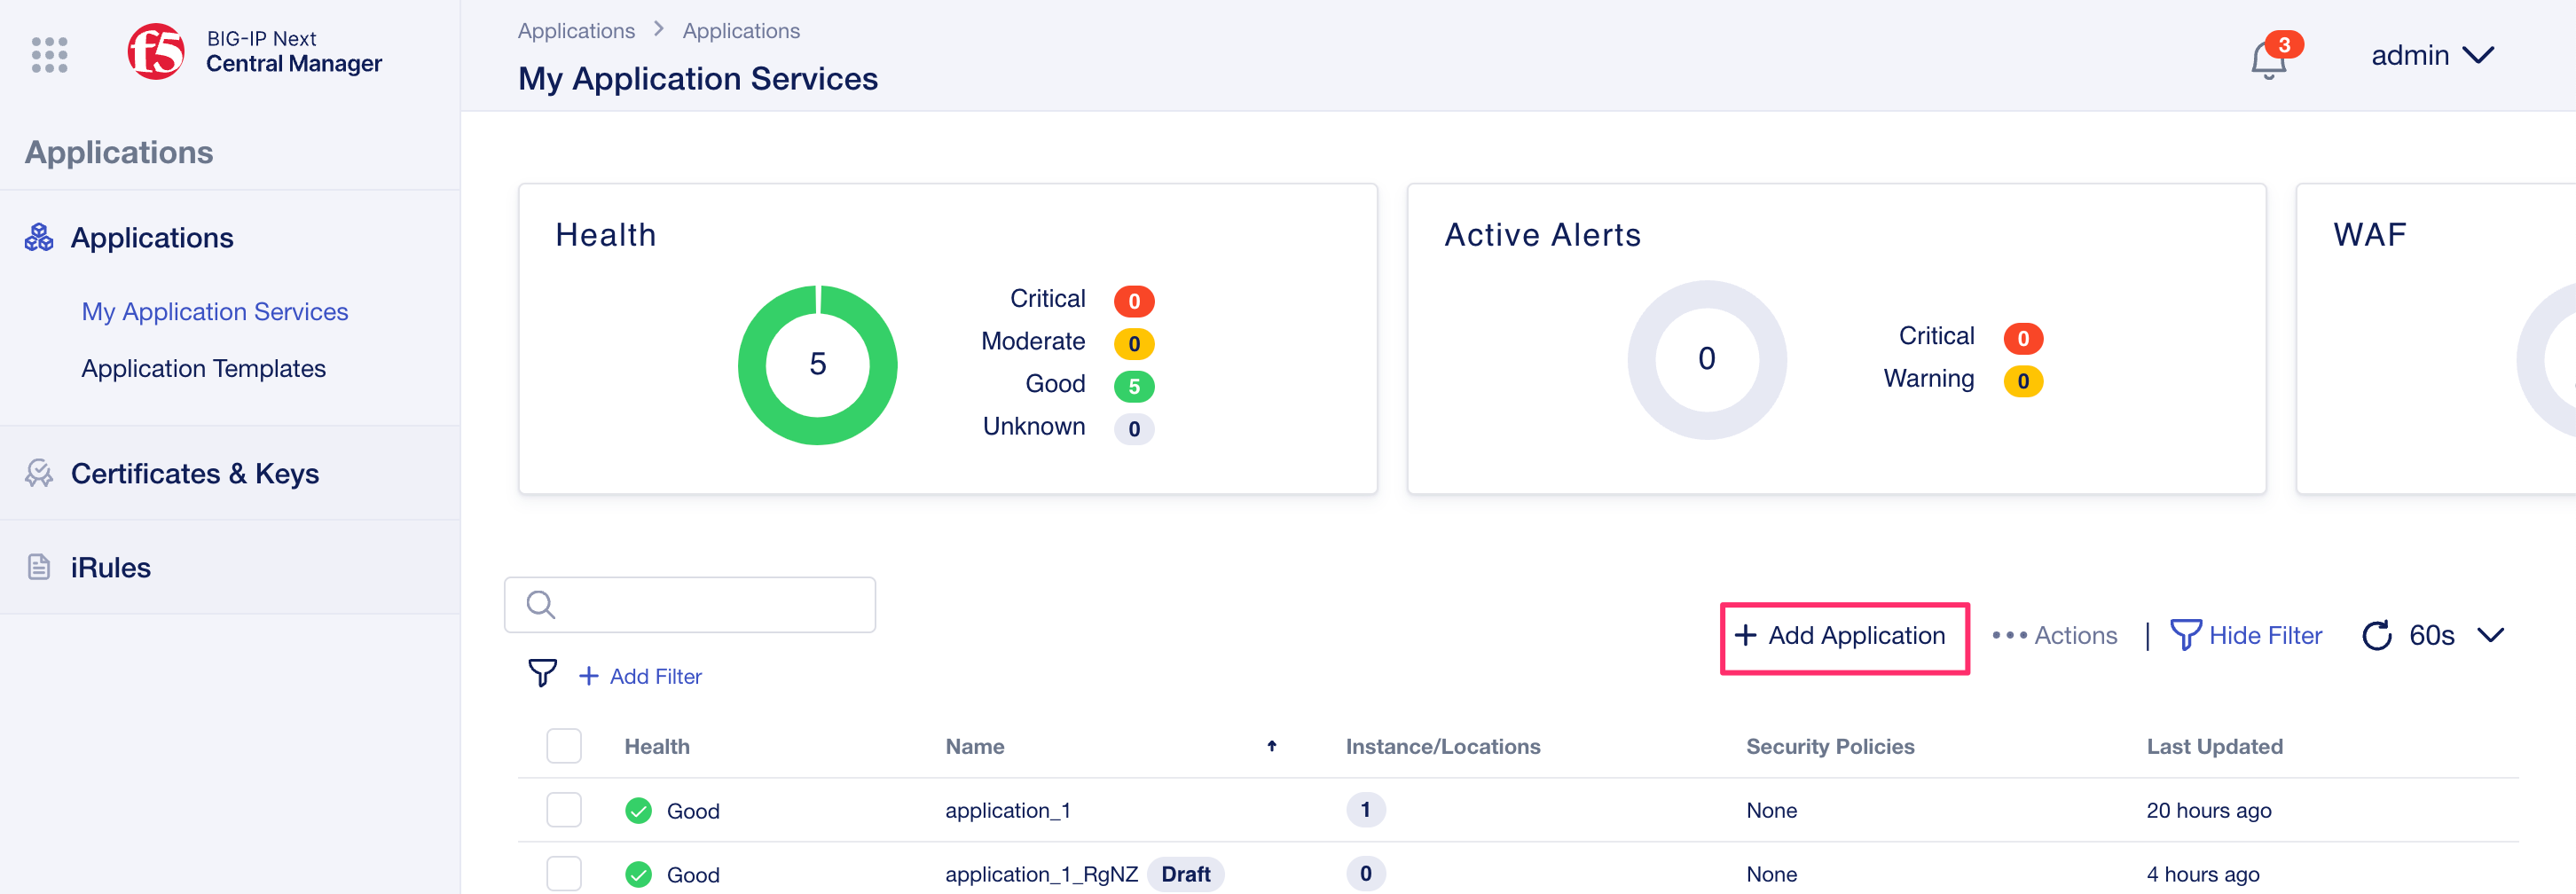 f5
BIG-IP Next
Central Manager
Applications
Applications
My Application Services
Application Templates
Certificates & Keys
iRules
Applications > Applications
My Application Services
3
admin
Health
5
Critical 0
Moderate 0
Good 5
Unknown 0
Active Alerts
0
Critical 0
Warning 0
WAF
+ Add Application
••• Actions
|
Hide Filter
60s
+ Add Filter
Health Name Instance/Locations Security Policies Last Updated
Good application_1 1 None 20 hours ago
Good application_1_RgNZ Draft 0 None 4 hours ago